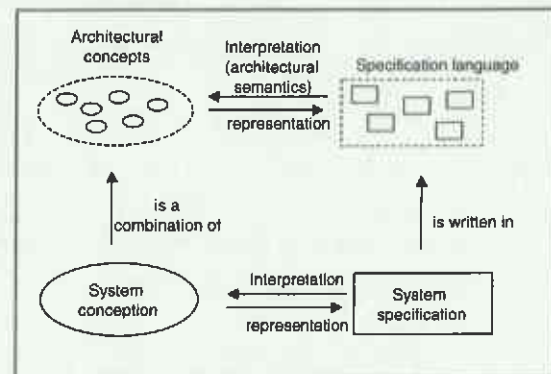 Architectural
concepts
Interpretation
(architectural
semantics)
representation
Specification language
is a
combination of
is written in
System
conception
Interpretation
representation
System
specification